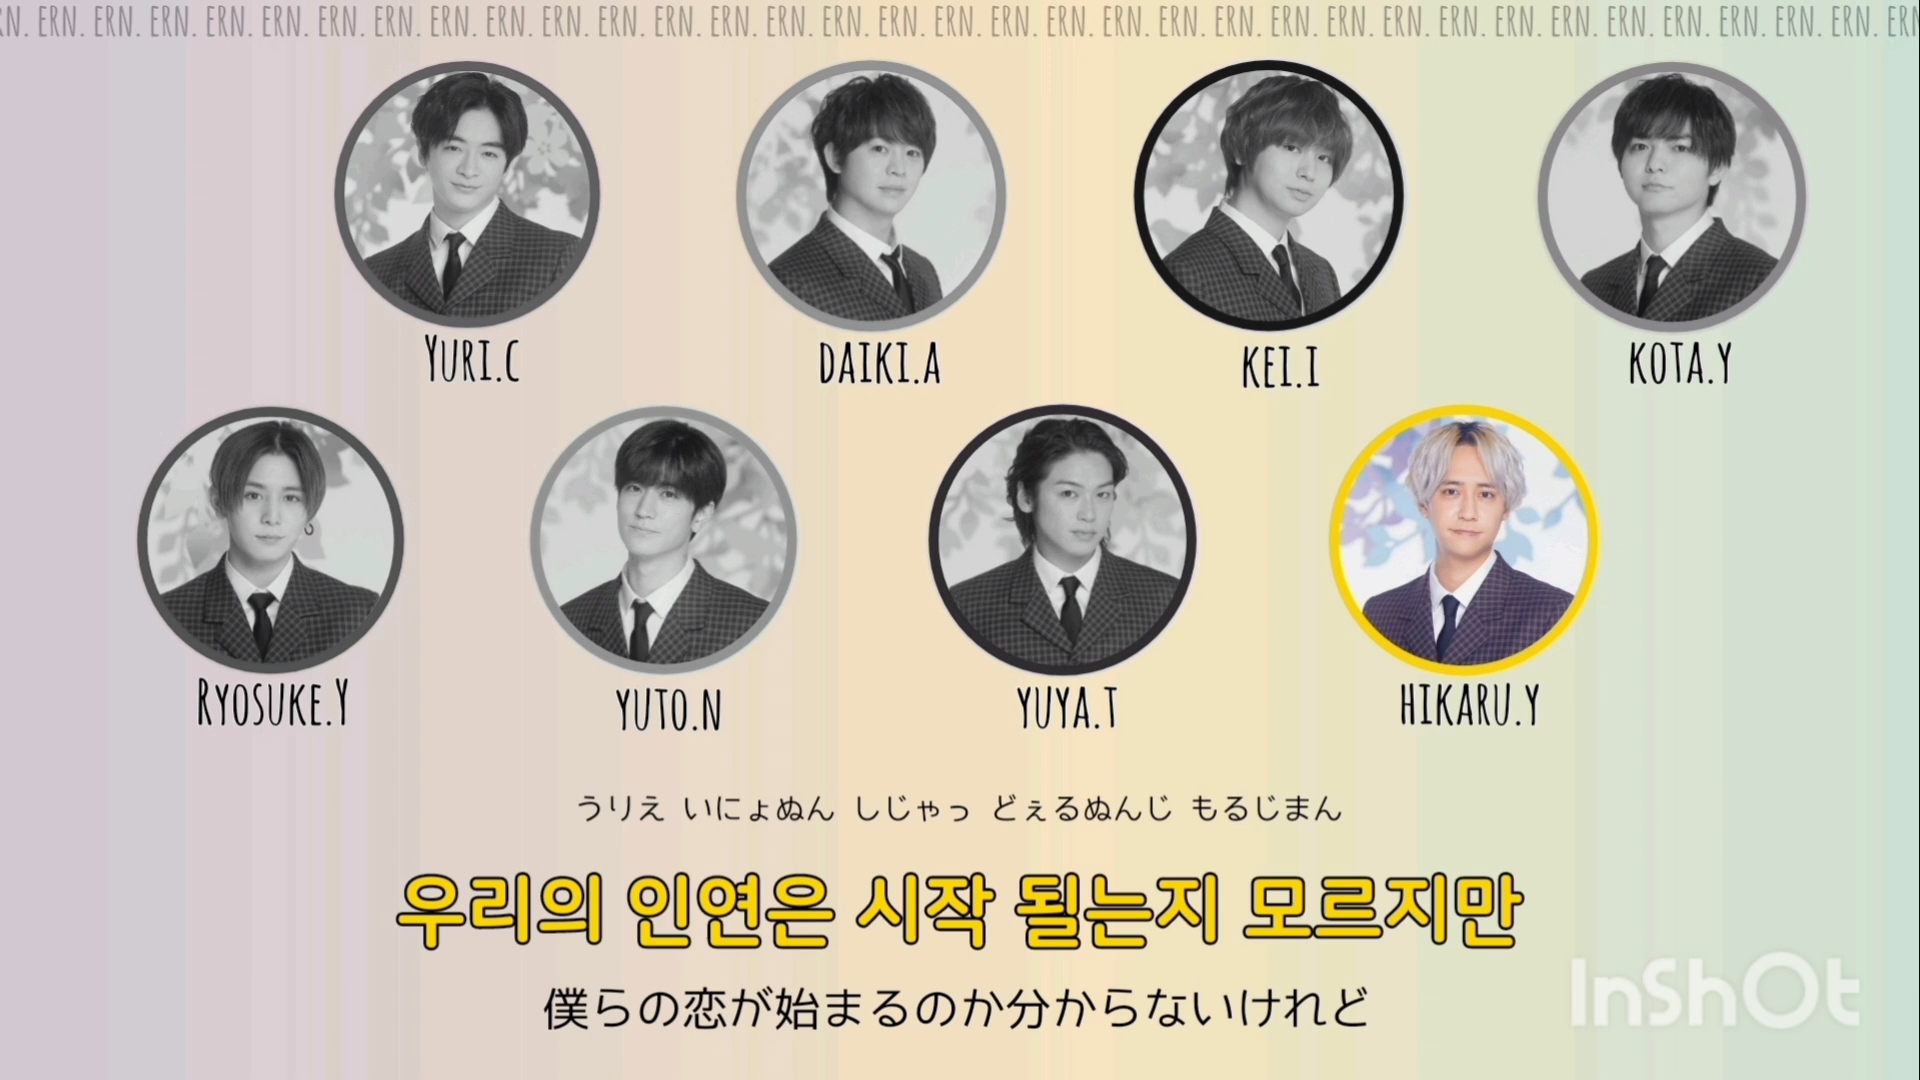 RN. ERN. ERN. ERN. ERN. ERN. ERN. ERN. ERN. ERN. ERN. ERN. ERN. ERN. ERN. ERN. ERN. ERN. ERN. ERN. ERN. ERN. ERN. ERN. ERN. ERN. ERN. ERN. ERN. ERN. ERN. ERN. ERN. ERN. ERN
YURI.C
DAIKI.A
KEI.I
KOTA.Y
RYOSUKE.Y
YUTO.N
YUYA.T
HIKARU.Y
うりえ いにょぬん しじゃっ どぇるぬんじ もるじまん
우리의 인연은 시작 될는지 모르지만
僕らの恋が始まるのか分からないけれど
InShOt